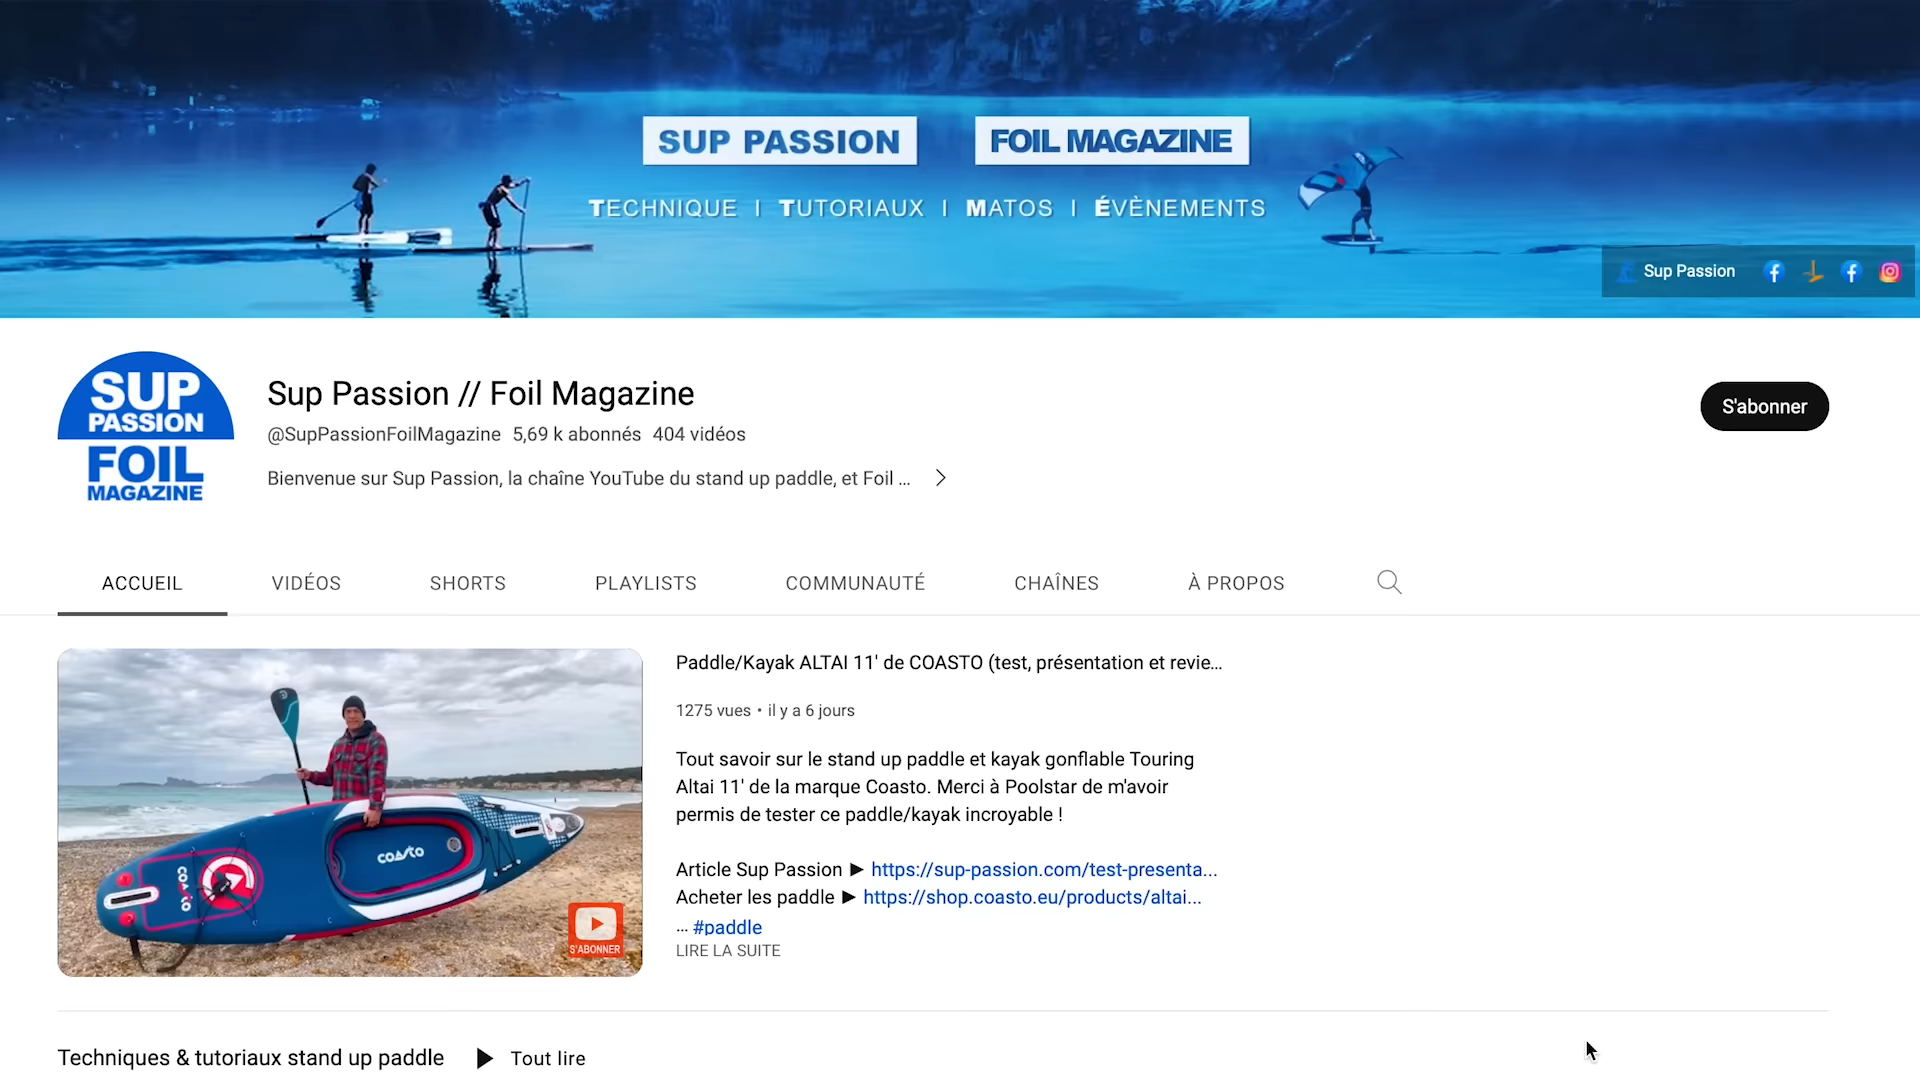 SUP PASSION
FOIL MAGAZINE
TECHNIQUE I TUTORIAUX I MATOS I ÉVÈNEMENTS
Sup Passion
SUP
PASSION
FOIL
MAGAZINE
Sup Passion // Foil Magazine
@SupPassionFoilMagazine 5,69 k abonnés 404 vidéos
Bienvenue sur Sup Passion, la chaîne YouTube du stand up paddle, et Foil ...
S'abonner
ACCUEIL
VIDÉOS
SHORTS
PLAYLISTS
COMMUNAUTÉ
CHAÎNES
À PROPOS
coasto
coasto
S'ABONNER
Paddle/Kayak ALTAI 11' de COASTO (test, présentation et revie...
1275 vues • il y a 6 jours
Tout savoir sur le stand up paddle et kayak gonflable Touring
Altai 11' de la marque Coasto. Merci à Poolstar de m'avoir
permis de tester ce paddle/kayak incroyable !
Article Sup Passion ► https://sup-passion.com/test-presenta...
Acheter les paddle ► https://shop.coasto.eu/products/altai...
... #paddle
LIRE LA SUITE
Techniques & tutoriaux stand up paddle
Tout lire